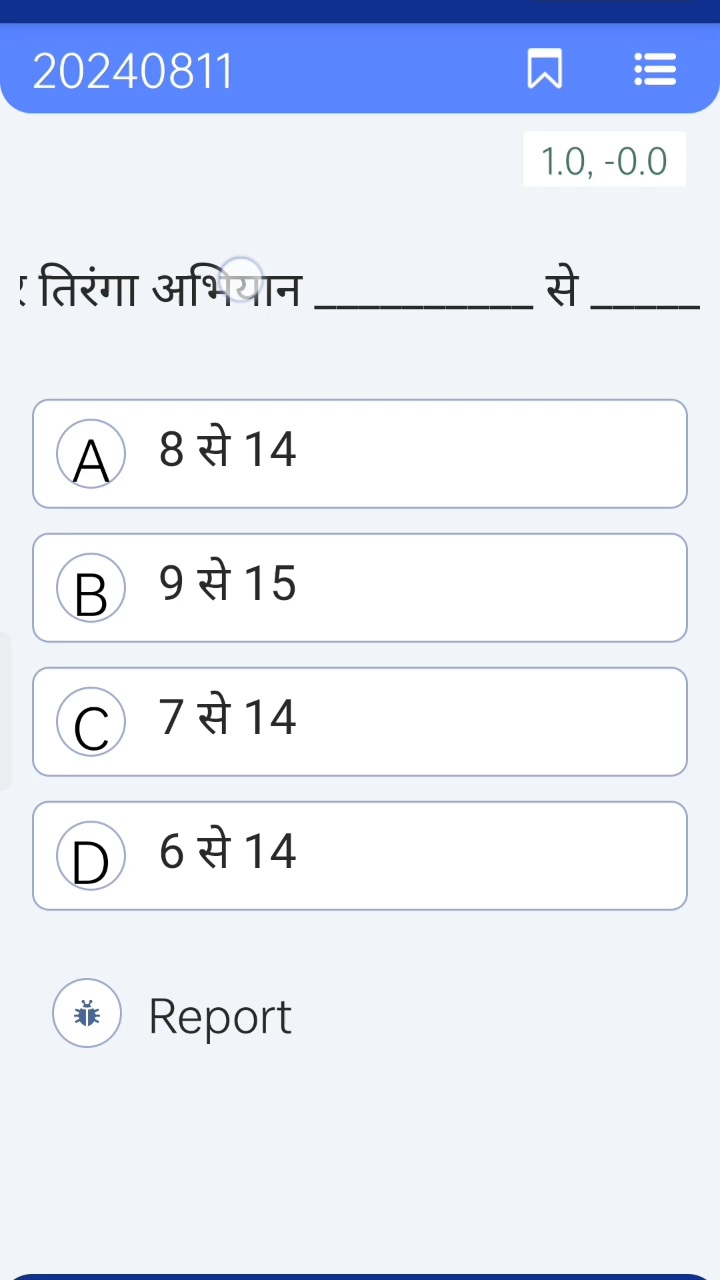 20240811
1.0, -0.0
र तिरंगा अभियान __________ से _____
A 8 से 14
B 9 से 15
C 7 से 14
D 6 से 14
Report